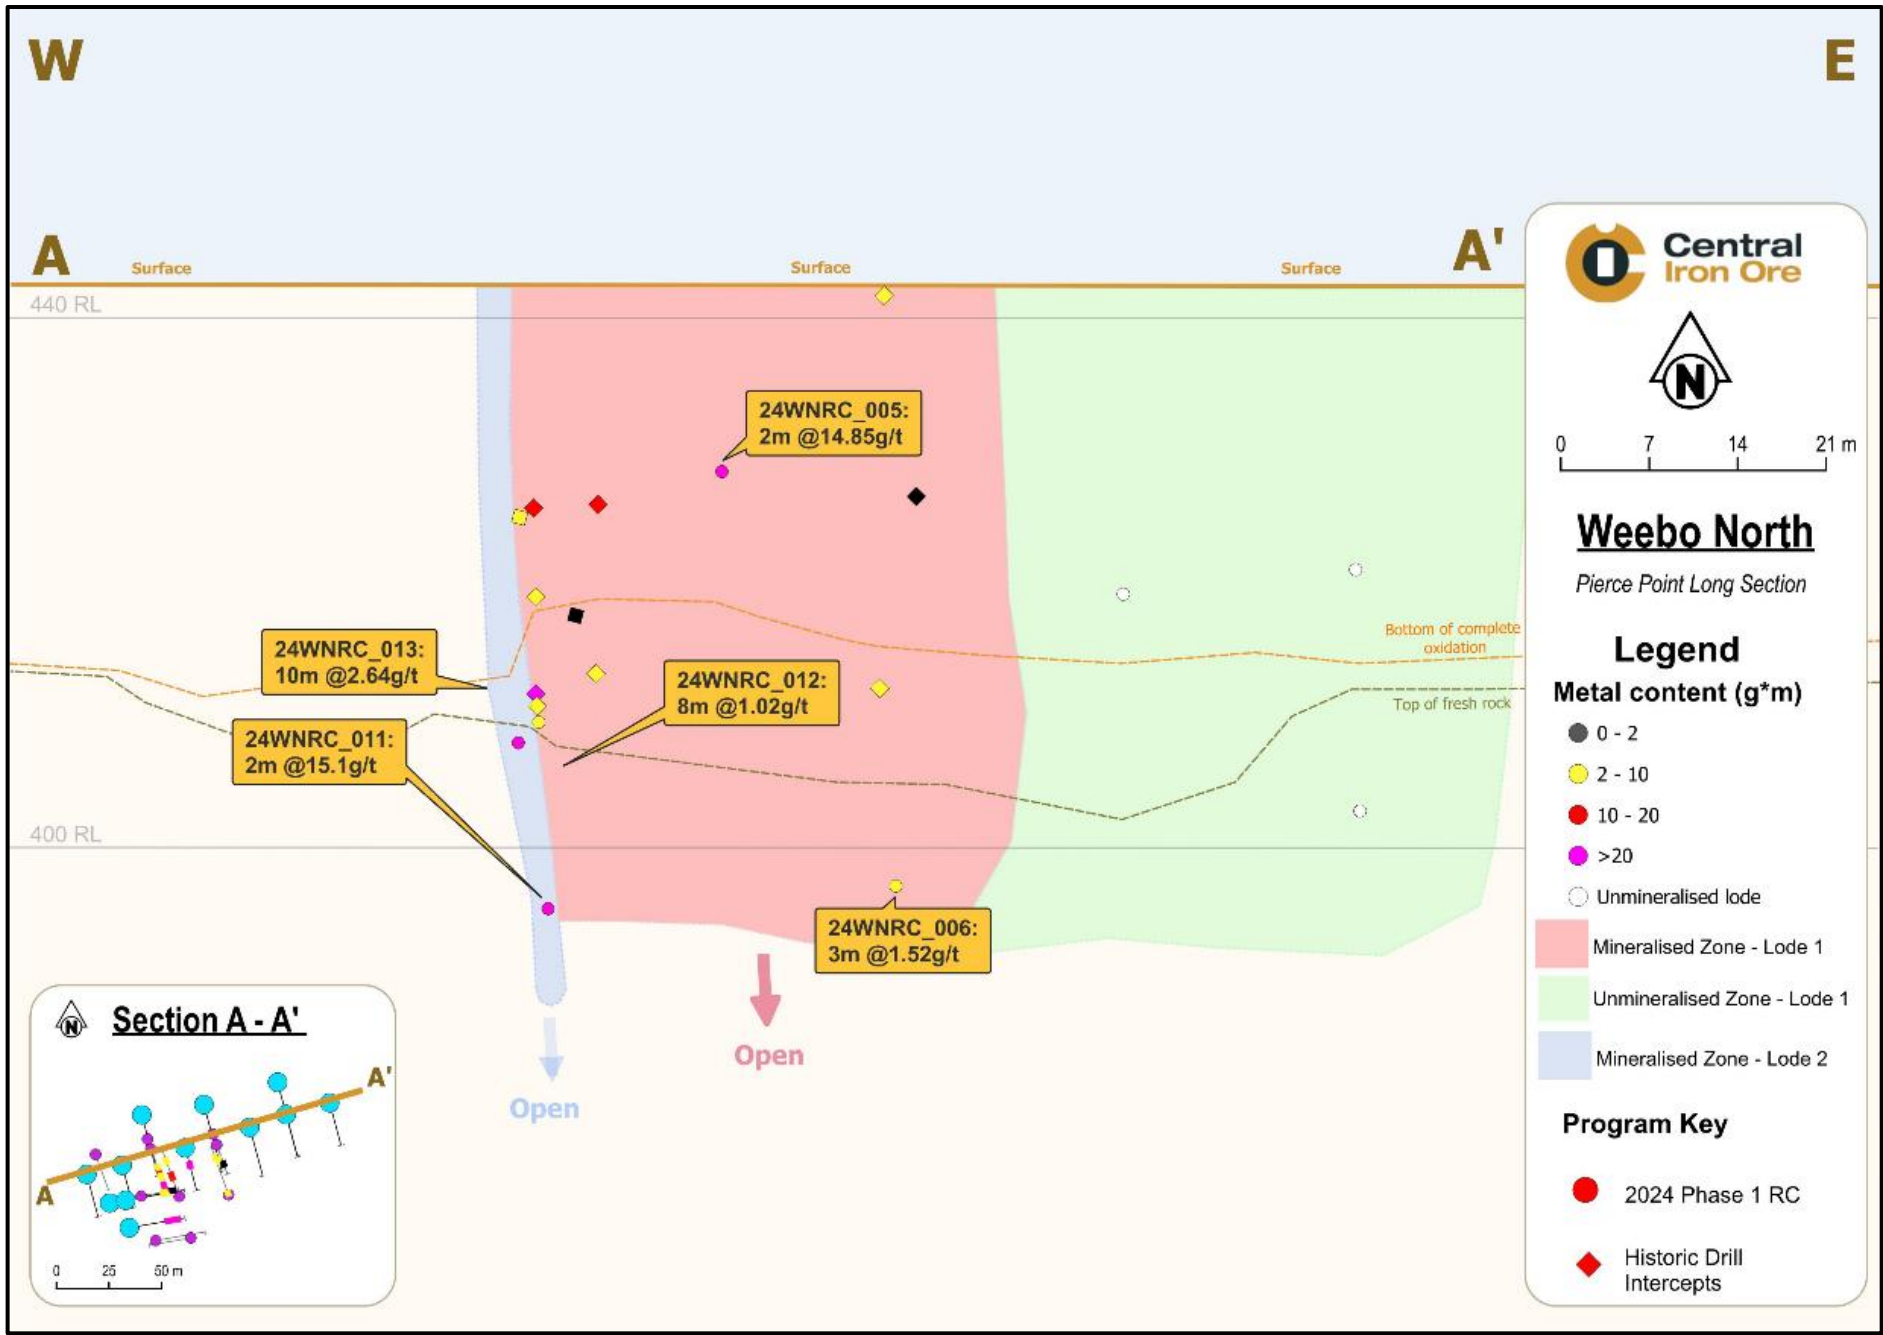 W
E
A
Surface
Surface
Surface
A'
440 RL
24WNRC_005:
2m @14.85g/t
24WNRC_013:
10m @2.64g/t
24WNRC_012:
8m @1.02g/t
24WNRC_011:
2m @15.1g/t
Bottom of complete
oxidation
Top of fresh rock
400 RL
24WNRC_006:
3m @1.52g/t
Open
Open
Central
Iron Ore
N
0 7 14 21 m
Weebo North
Pierce Point Long Section
Legend
Metal content (g*m)
0 - 2
2 - 10
10 - 20
>20
Unmineralised lode
Mineralised Zone - Lode 1
Unmineralised Zone - Lode 1
Mineralised Zone - Lode 2
Program Key
2024 Phase 1 RC
Historic Drill
Intercepts
N
Section A - A'
A'
A
0 25 50 m